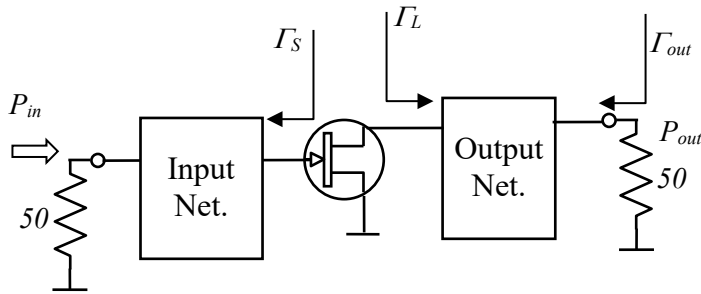 Γ_S
Γ_L
Γ_out
P_in
P_out
Input
Net.
Output
Net.
50
50